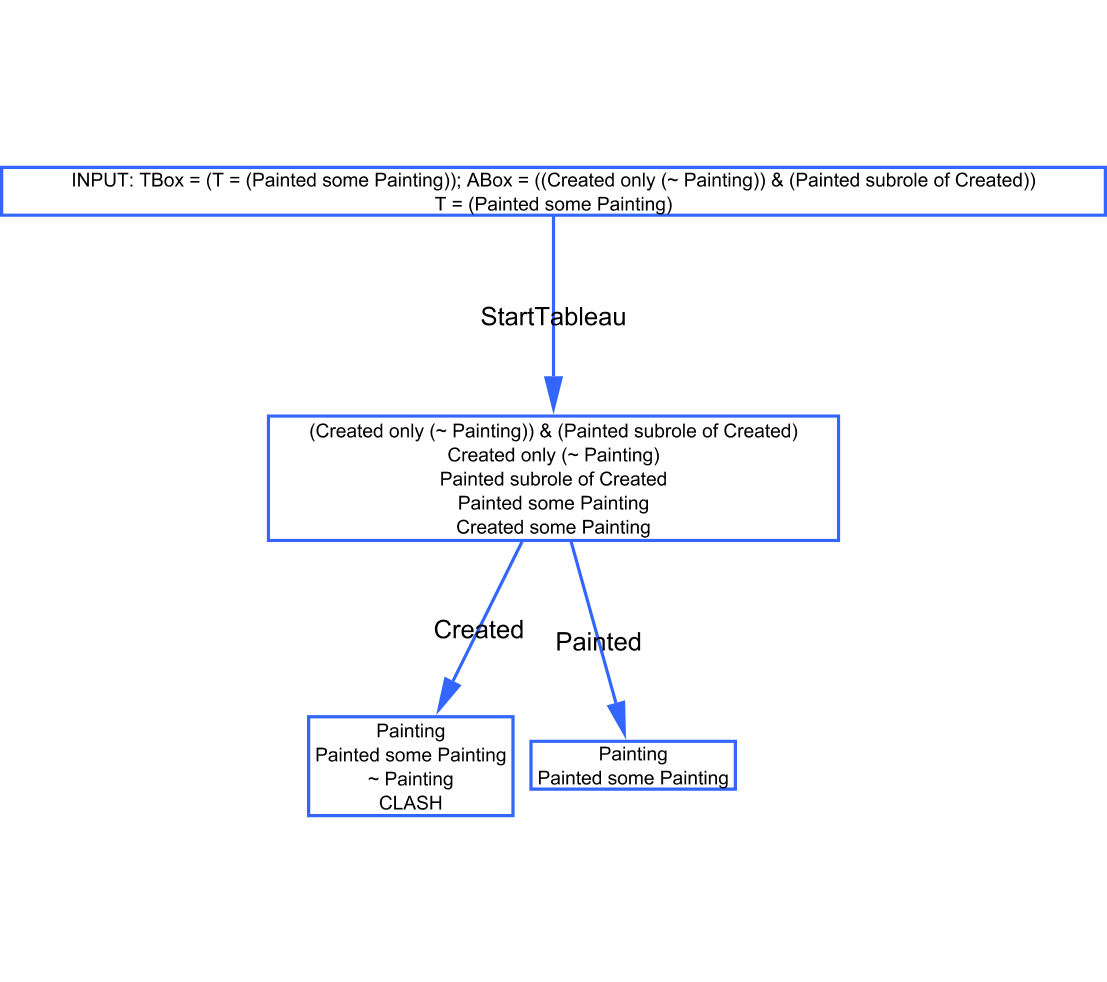 INPUT: TBox = (T = (Painted some Painting)); ABox = ((Created only (~ Painting)) & (Painted subrole of Created))
T = (Painted some Painting)
StartTableau
(Created only (~ Painting)) & (Painted subrole of Created)
Created only (~ Painting)
Painted subrole of Created
Painted some Painting
Created some Painting
Created
Painted
Painting
Painted some Painting
~ Painting
CLASH
Painting
Painted some Painting